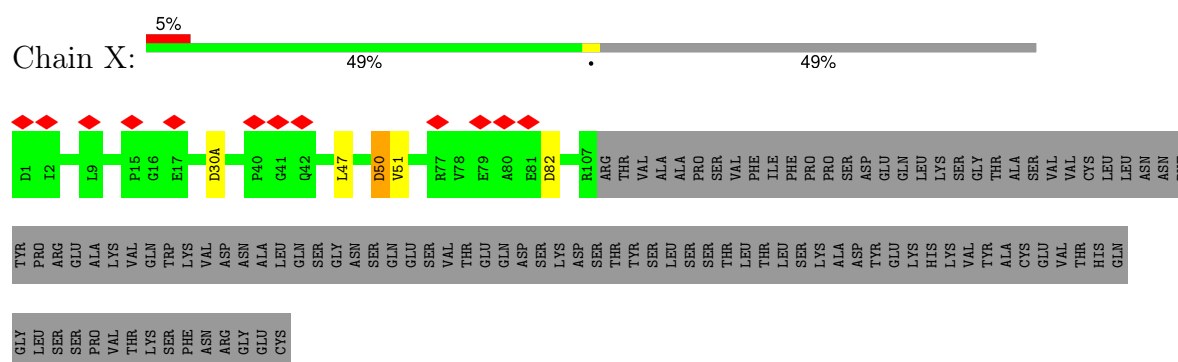 5%
Chain X:
49% • 49%
D1 I2 L9 P15 G16 E17 D30A P40 G41 Q42 L47 D50 V51 R77 V78 E79 A80 E81 D82 R107 ARG THR VAL ALA ALA PRO SER VAL PHE ILE PHE PRO PRO SER ASP GLU GLN LEU LYS SER GLY THR ALA SER VAL VAL CYS LEU LEU ASN ASN
TYR PRO ARG GLU ALA LYS VAL GLN TRP LYS VAL ASP ASN ALA LEU GLN SER GLY ASN SER GLN GLU SER VAL THR GLU GLN ASP SER LYS ASP SER THR TYR SER LEU SER SER THR LEU THR LEU SER LYS ALA ASP TYR GLU LYS HIS LYS VAL TYR ALA CYS GLU VAL THR HIS GLN
GLY LEU SER SER PRO VAL THR LYS SER PHE ASN ARG GLY GLU CYS